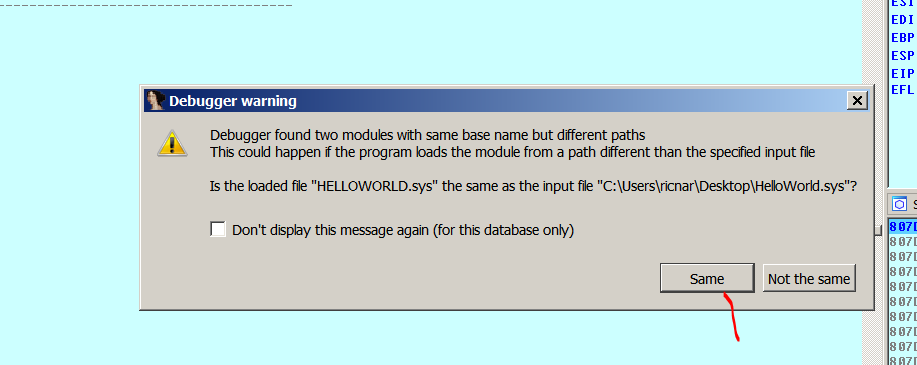 ESI
EDI
EBP
ESP
EIP
EFL
Debugger warning
Debugger found two modules with same base name but different paths
This could happen if the program loads the module from a path different than the specified input file
Is the loaded file "HELLOWORLD.sys" the same as the input file "C:\Users\ricnar\Desktop\HelloWorld.sys"?
Don't display this message again (for this database only)
Same
Not the same